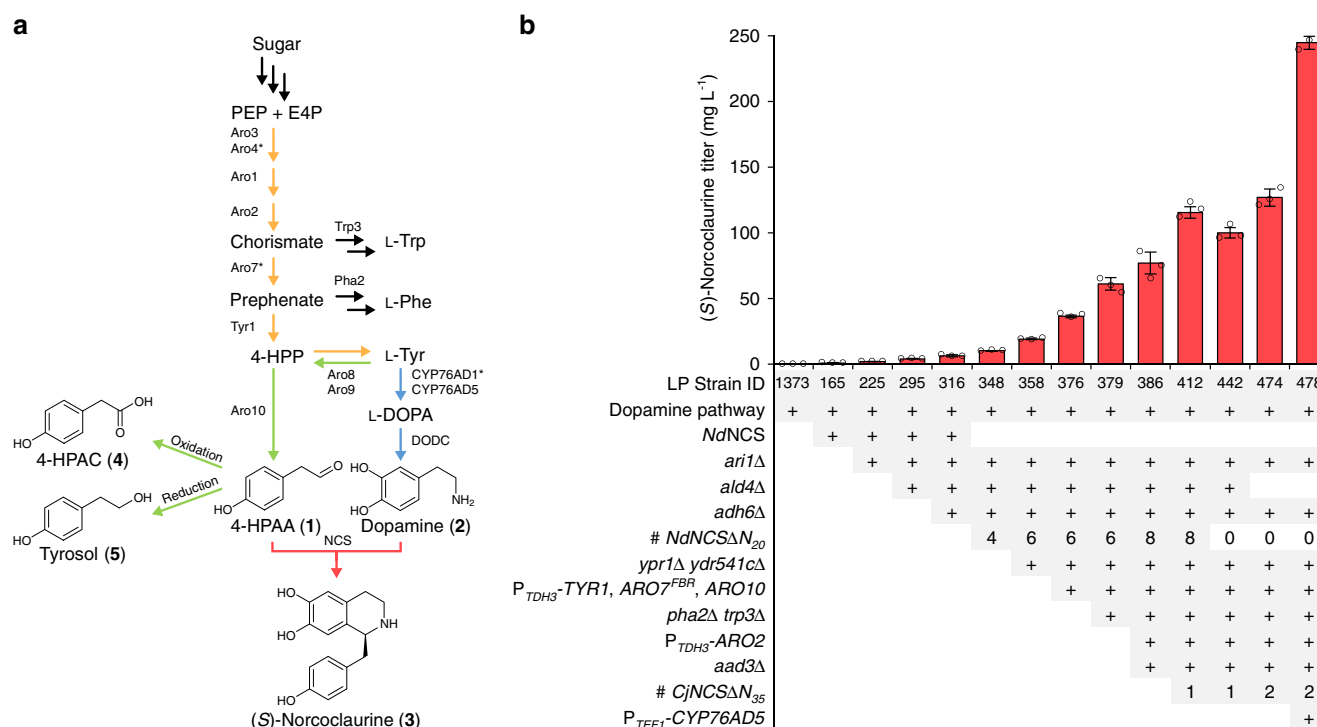 a
Sugar
PEP + E4P
Aro3
Aro4*
Aro1
Aro2
Chorismate
Trp3
L-Trp
Aro7*
Prephenate
Pha2
L-Phe
Tyr1
4-HPP
L-Tyr
Aro8
Aro9
CYP76AD1*
CYP76AD5
Aro10
L-DOPA
DODC
OH
O
HO
4-HPAC (4)
Oxidation
Reduction
OH
HO
Tyrosol (5)
O
HO
4-HPAA (1)
HO
HO
NH2
Dopamine (2)
NCS
HO
HO
NH
HO
(S)-Norcoclaurine (3)
b
(S)-Norcoclaurine titer (mg L-1)
250
200
150
100
50
0
LP Strain ID 1373 165 225 295 316 348 358 376 379 386 412 442 474 478
Dopamine pathway + + + + + + + + + + + + + +
NdNCS + + + +
ari1Δ + + + + + + + + + + + +
ald4Δ + + + + + + + + +
adh6Δ + + + + + + + + + +
# NdNCSΔN20 4 6 6 6 8 8 0 0 0
ypr1Δ ydr541cΔ + + + + + + + +
PTDH3-TYR1, ARO7FBR, ARO10 + + + + + + +
pha2Δ trp3Δ + + + + + +
PTDH3-ARO2 + + + + +
aad3Δ + + + + +
# CjNCSΔN35 1 1 2 2
PTEF1-CYP76AD5 +